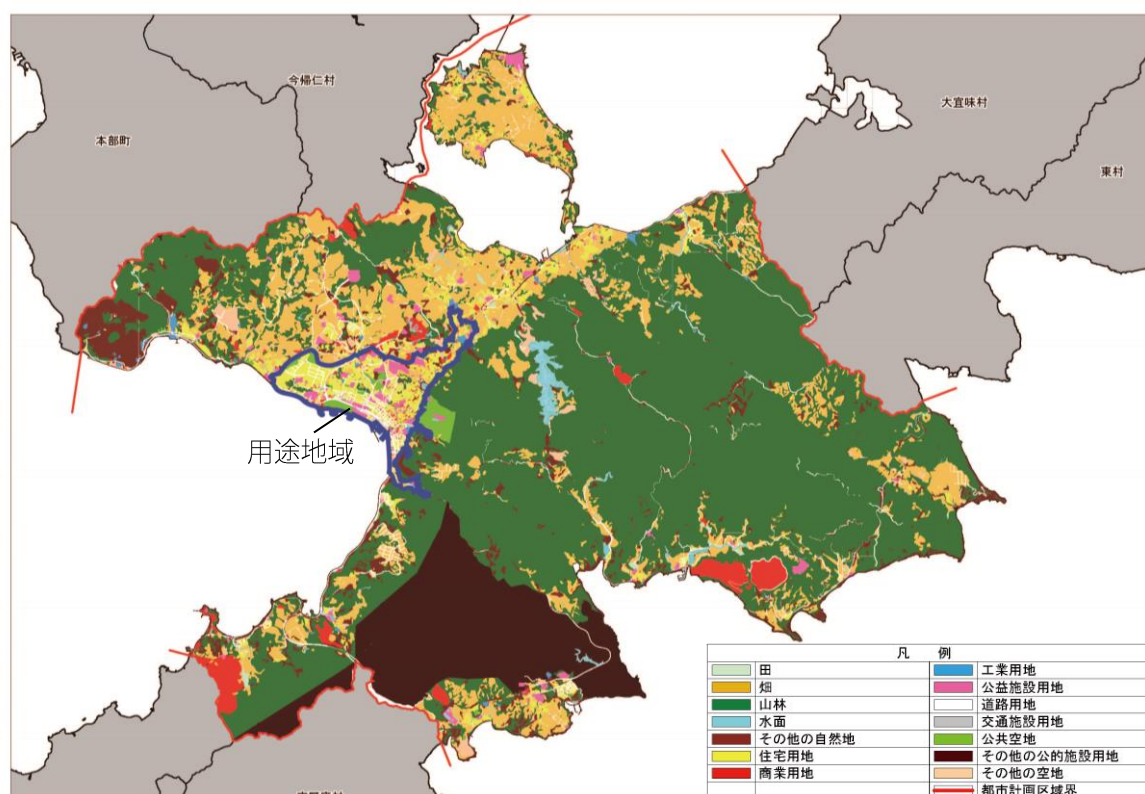 今帰仁村
大宜味村
本部町
東村
用途地域
凡 例
田 工業用地
畑 公益施設用地
山林 道路用地
水面 交通施設用地
その他の自然地 公共空地
住宅用地 その他の公的施設用地
商業用地 その他の空地
都市計画区域界